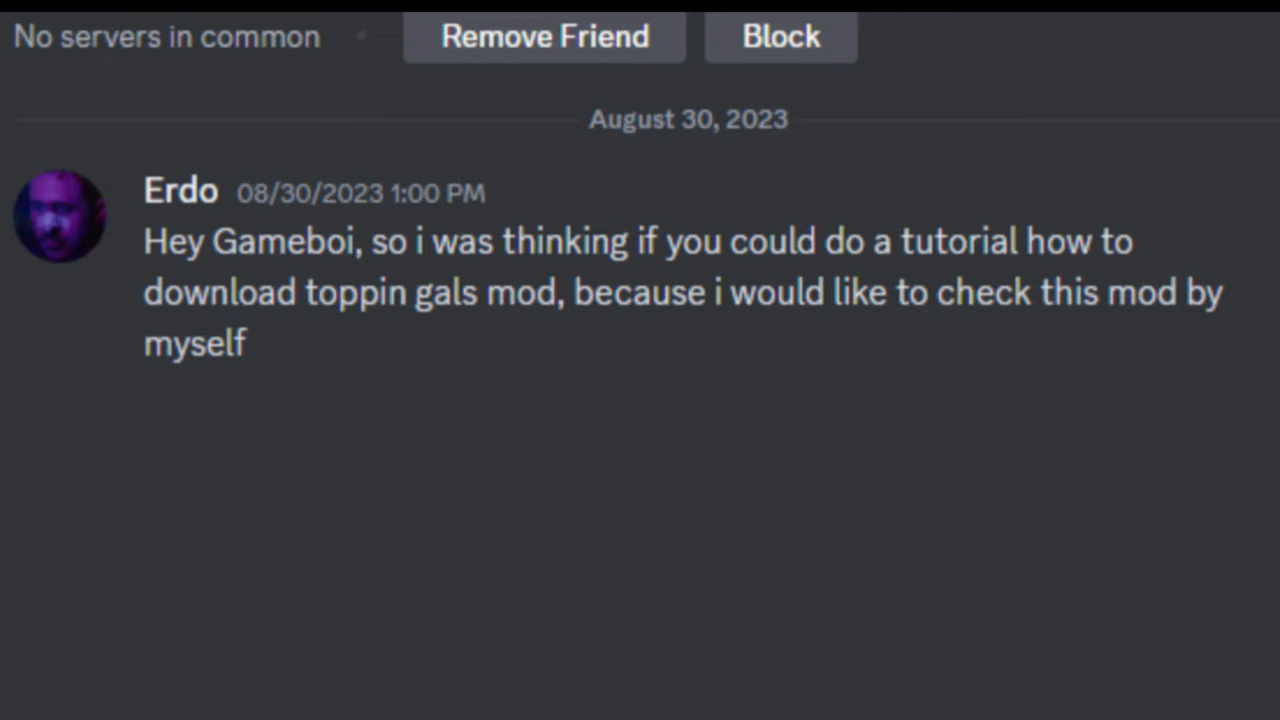 No servers in common
Remove Friend
Block
August 30, 2023
Erdo 08/30/2023 1:00 PM
Hey Gameboi, so i was thinking if you could do a tutorial how to
download toppin gals mod, because i would like to check this mod by
myself